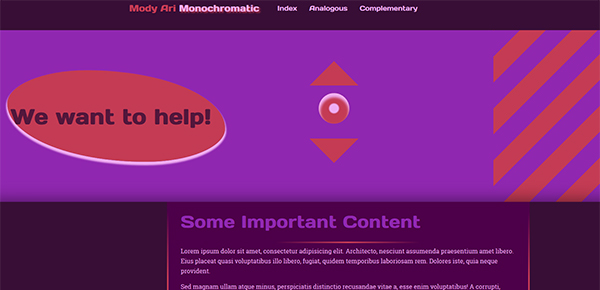 Mody Ari Monochromatic
Index Analogous Complementary
We want to help!
Some Important Content
Lorem ipsum dolor sit amet, consectetur adipisicing elit. Architecto, nesciunt assumenda praesentium amet libero.
Eius placeat quasi voluptatibus illo libero, fugiat, quidem temporibus laboriosam rem. Dolores iste, quia neque
provident.
Sed magnam ullam atque minus, perspiciatis distinctio recusandae vitae a, esse enim voluptatibus! A corrupti,